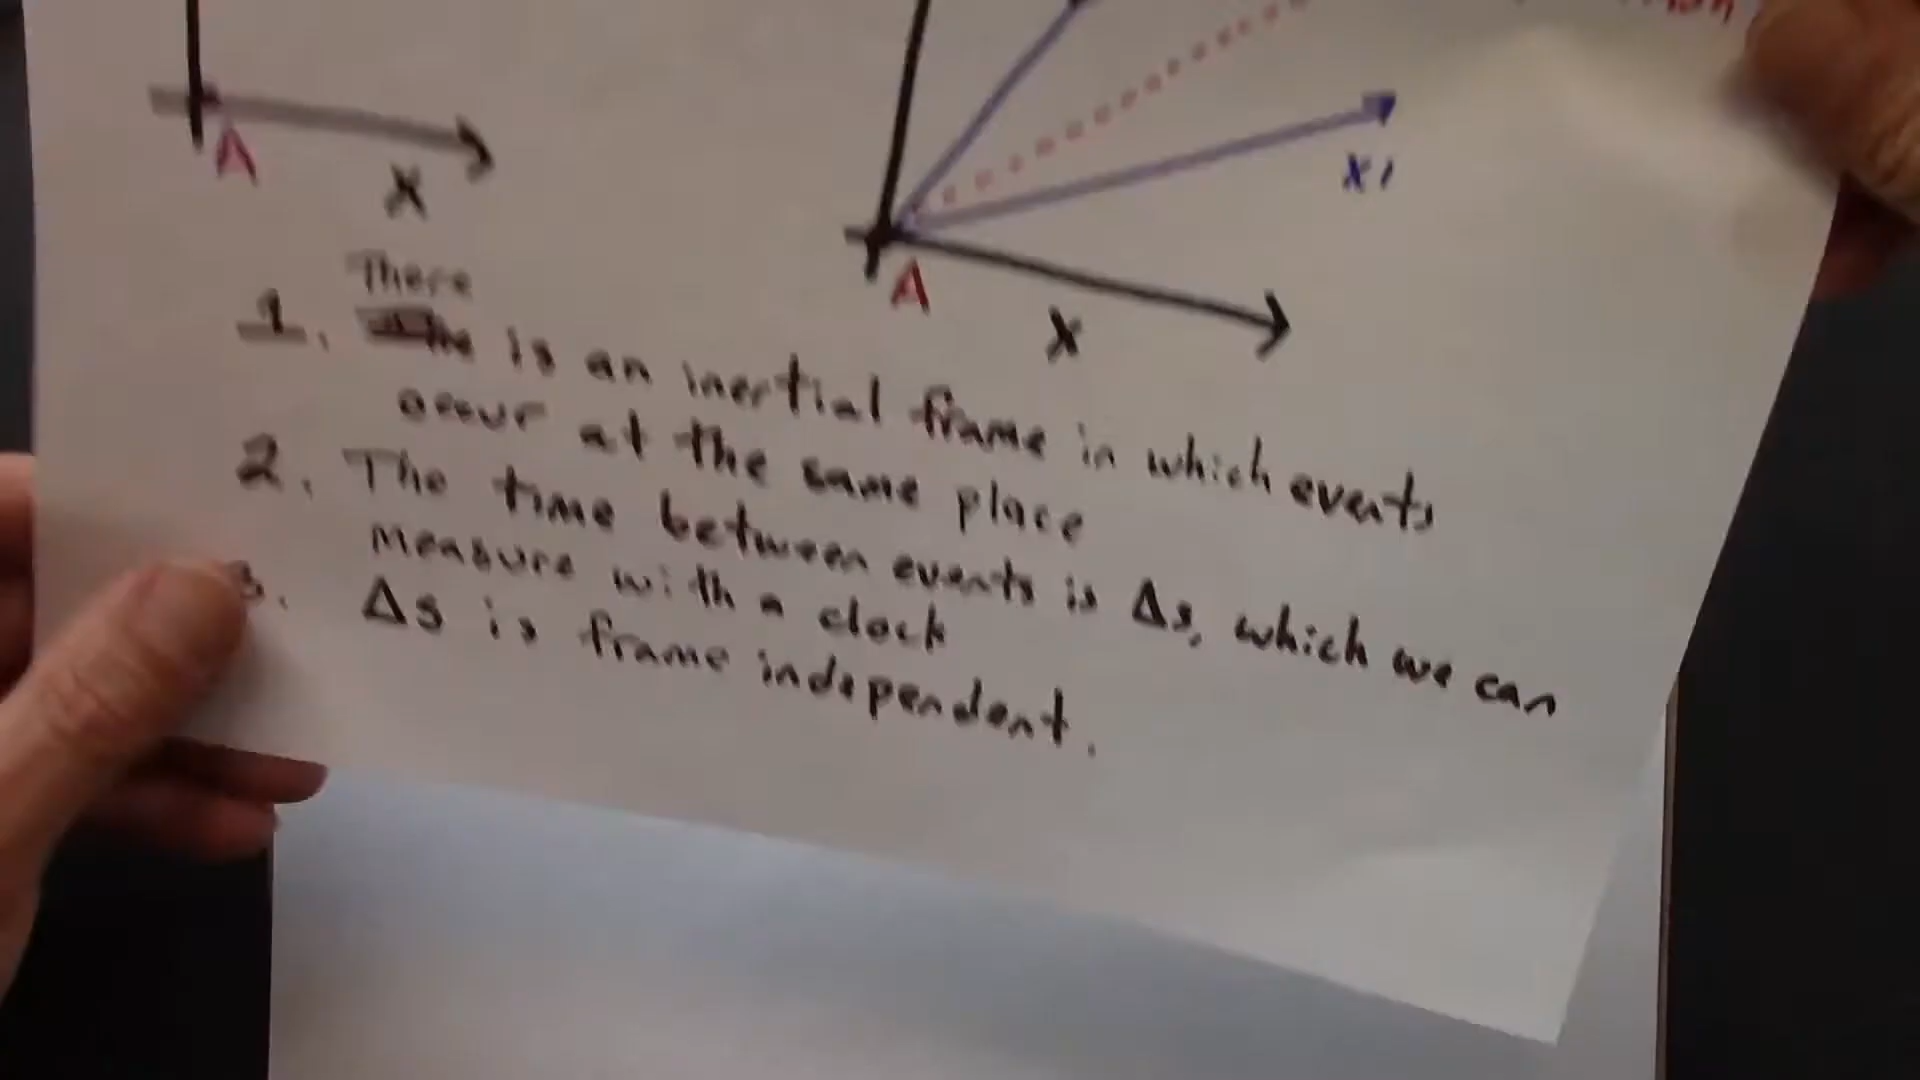 A
X
x'
A
X
There
1. is an inertial frame in which events
occur at the same place
2. The time between events is Δs, which we can
measure with a clock
3. Δs is frame independent.